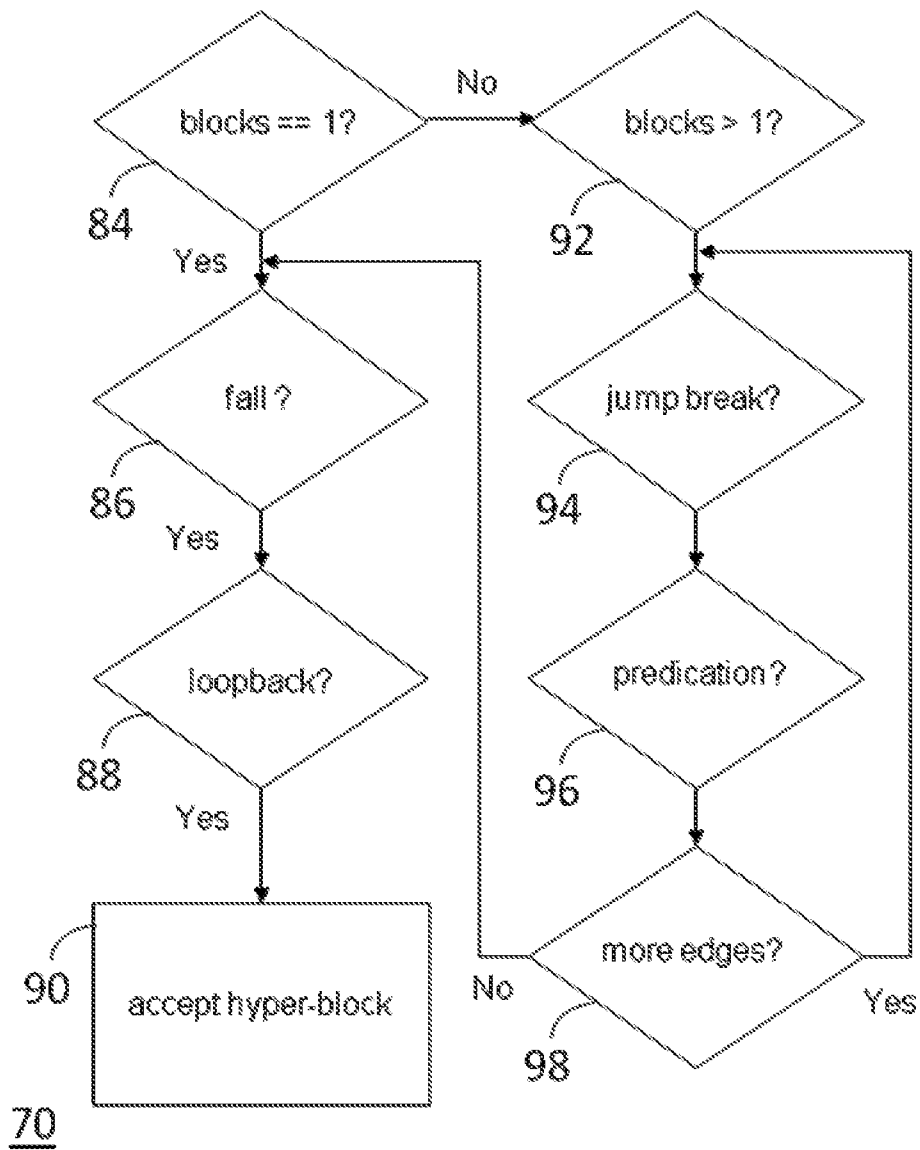 blocks == 1?
No
blocks > 1?
84
92
Yes
fall ?
jump break?
86
94
Yes
loopback?
predication ?
88
96
Yes
more edges?
90
accept hyper-block
No
Yes
98
70